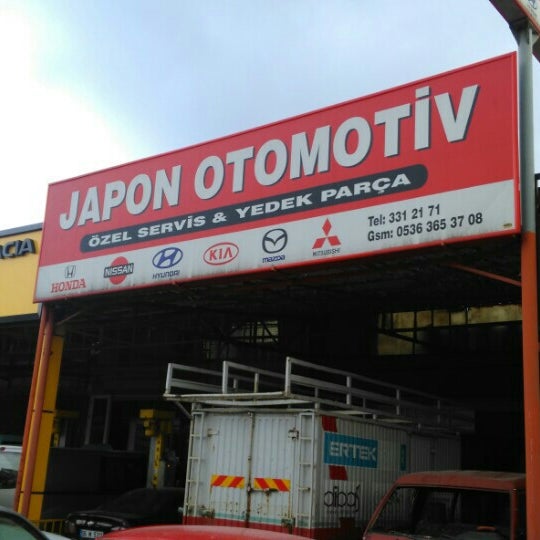 JAPON OTOMOTİV
ÖZEL SERVİS & YEDEK PARÇA
HONDA
NISSAN
HYUNDAI
KIA
mazda
MITSUBISHI
Tel: 331 21 71
Gsm: 0536 365 37 08
ERTEK